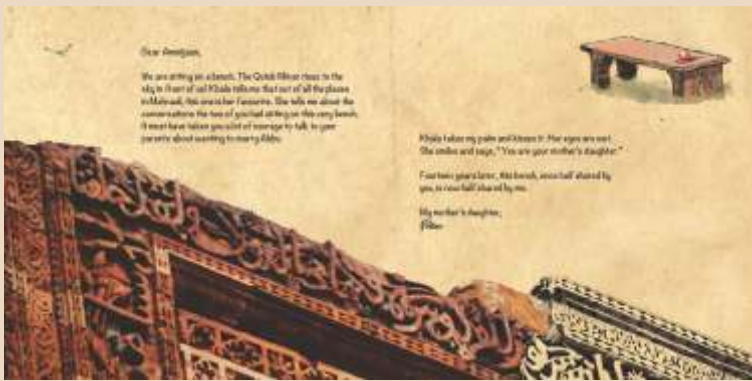 Dear Ammijaan,
We are sitting on a bench. The Qutub Minar rises to the
sky in front of us! Khala tells me that out of all the places
in Mehrauli, this one is her favourite. She tells me about the
conversations the two of you had sitting on this very bench.
It must have taken you a lot of courage to talk to your
parents about wanting to marry Abbu.
Khala takes my palm and kisses it. Her eyes are wet.
She smiles and says, "You are your mother's daughter."
Fourteen years later, this bench, once half shared by
you, is now half shared by me.
My mother's daughter,